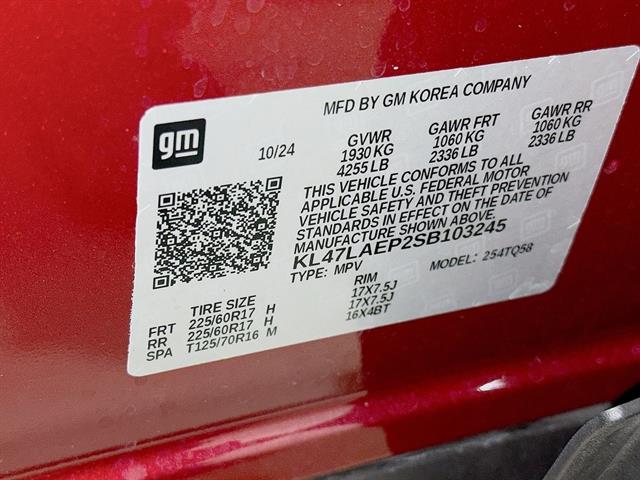 MFD BY GM KOREA COMPANY
gm
10/24
GVWR GAWR FRT GAWR RR
1930 KG 1060 KG 1060 KG
4255 LB 2336 LB 2336 LB
THIS VEHICLE CONFORMS TO ALL
APPLICABLE U.S. FEDERAL MOTOR
VEHICLE SAFETY AND THEFT PREVENTION
STANDARDS IN EFFECT ON THE DATE OF
MANUFACTURE SHOWN ABOVE.
KL47LAEP2SB103245
TYPE: MPV MODEL: 254TQ58
TIRE SIZE RIM
FRT 225/60R17 H 17X7.5J
RR 225/60R17 H 17X7.5J
SPA T125/70R16 M 16X4BT